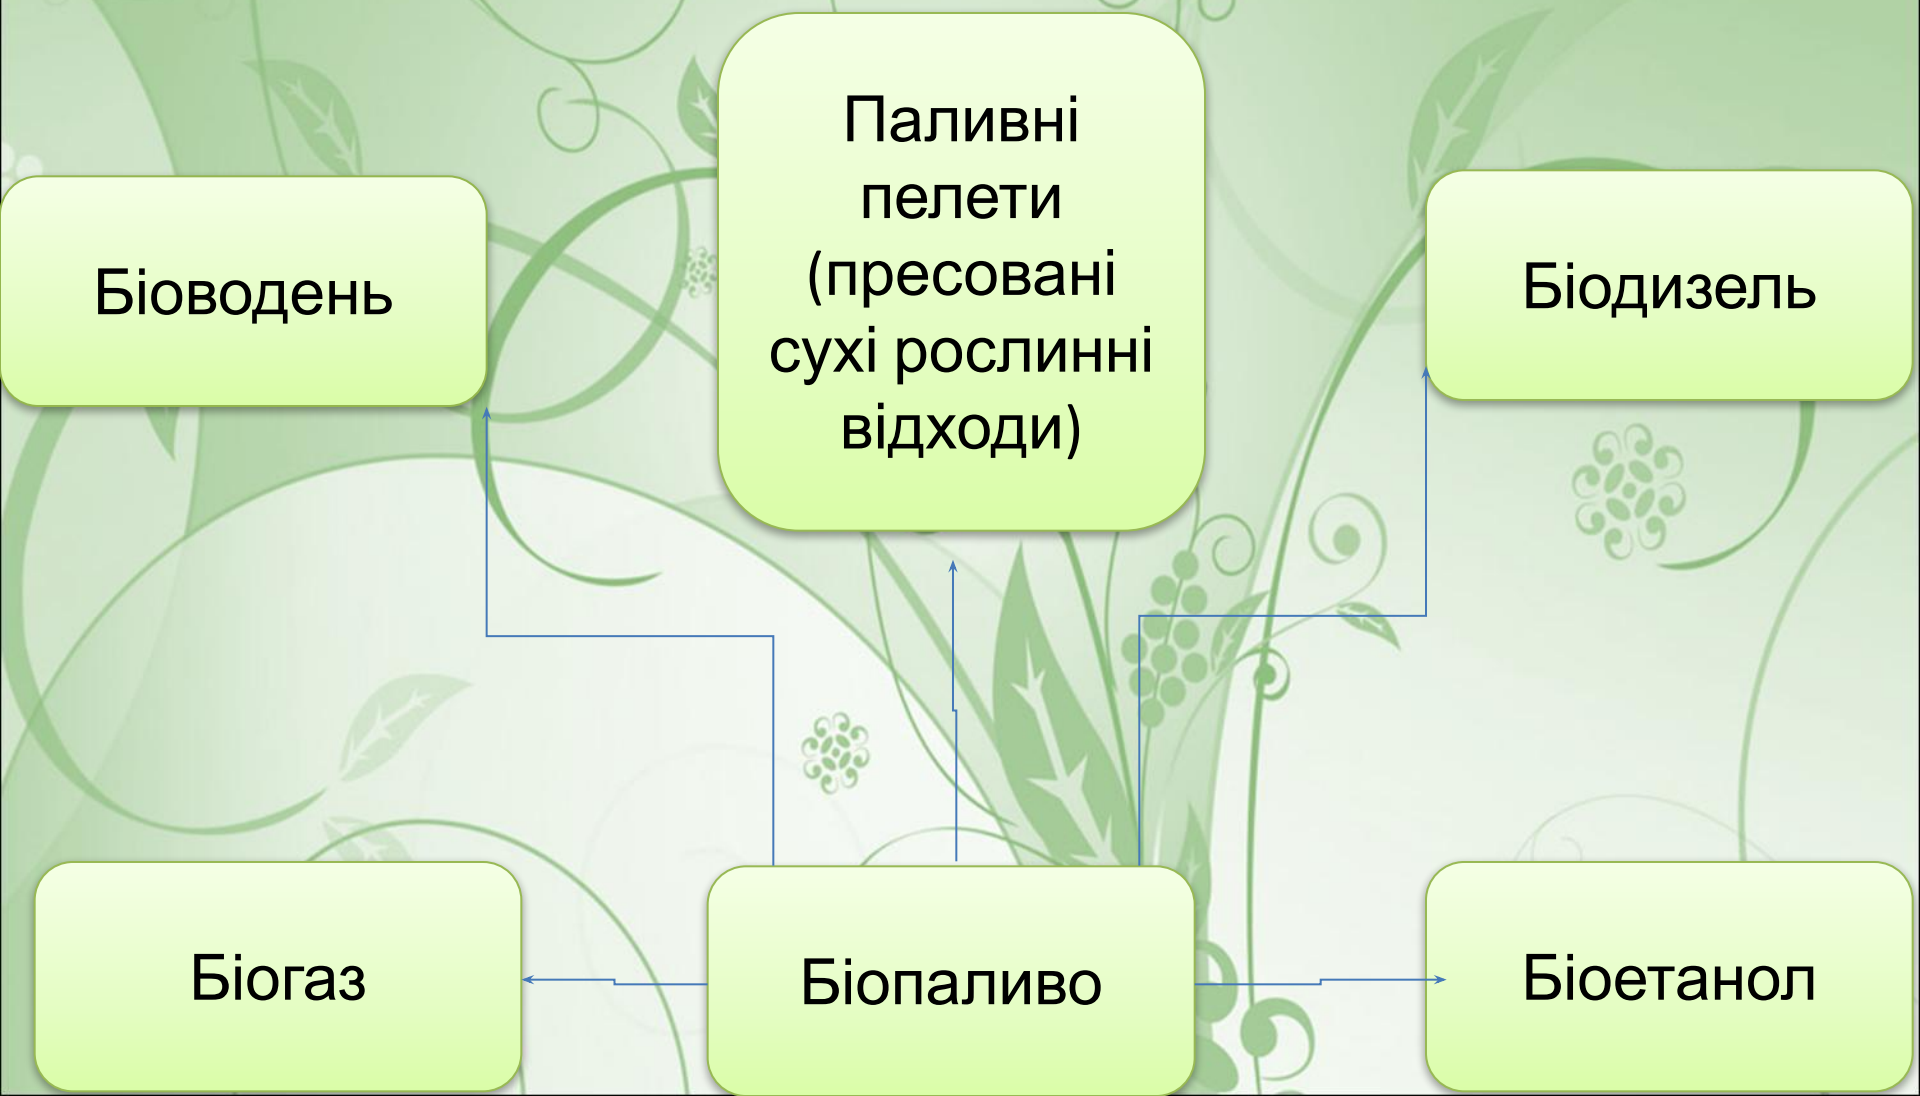 Паливні
пелети
(пресовані
сухі рослинні
відходи)
Біоводень
Біодизель
Біогаз
Біопаливо
Біоетанол